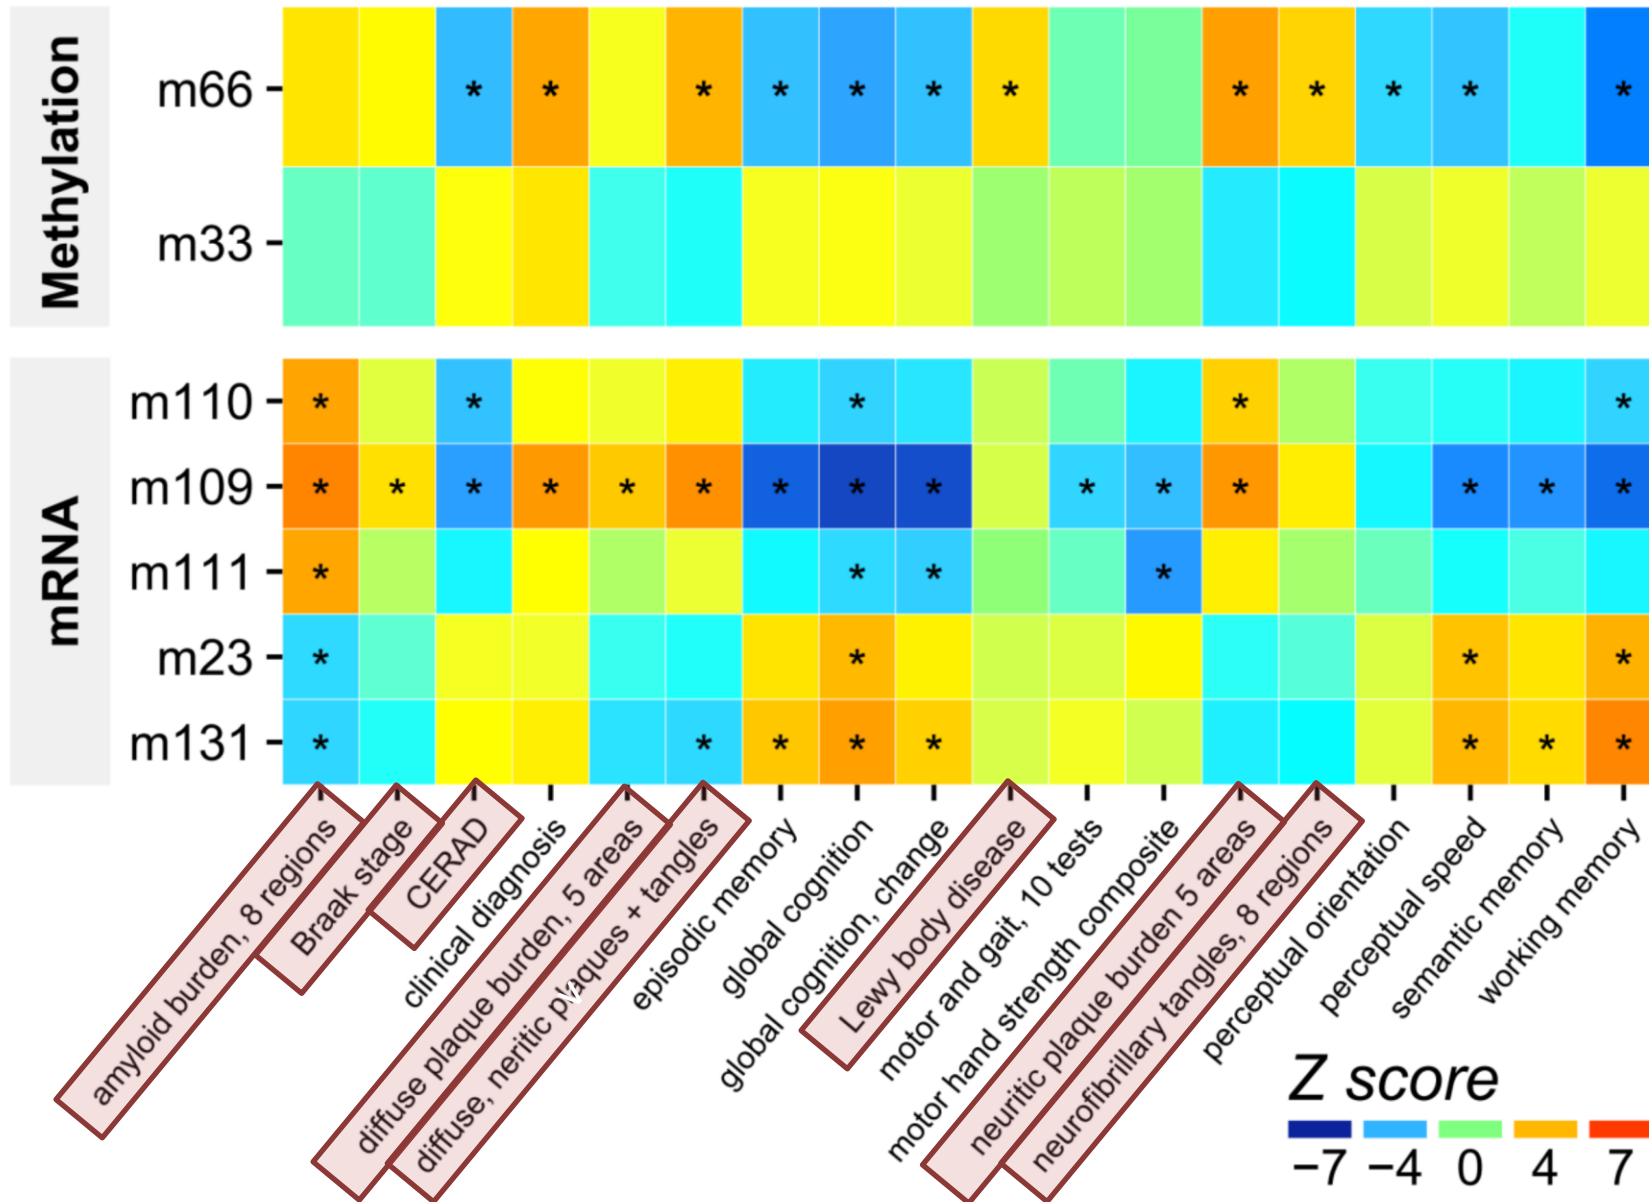 Methylation
m66
* * * * * * * * * * * *
m33
mRNA
m110
* * * * *
m109
* * * * * * * * * * * * * * *
m111
* * * *
m23
* * * *
m131
* * * * * * * *
amyloid burden, 8 regions
Braak stage
CERAD
clinical diagnosis
diffuse plaque burden, 5 areas
diffuse, neritic plaques + tangles
episodic memory
global cognition
global cognition, change
Lewy body disease
motor and gait, 10 tests
motor hand strength composite
neuritic plaque burden 5 areas
neurofibrillary tangles, 8 regions
perceptual orientation
perceptual speed
semantic memory
working memory
Z score
−7 −4 0 4 7